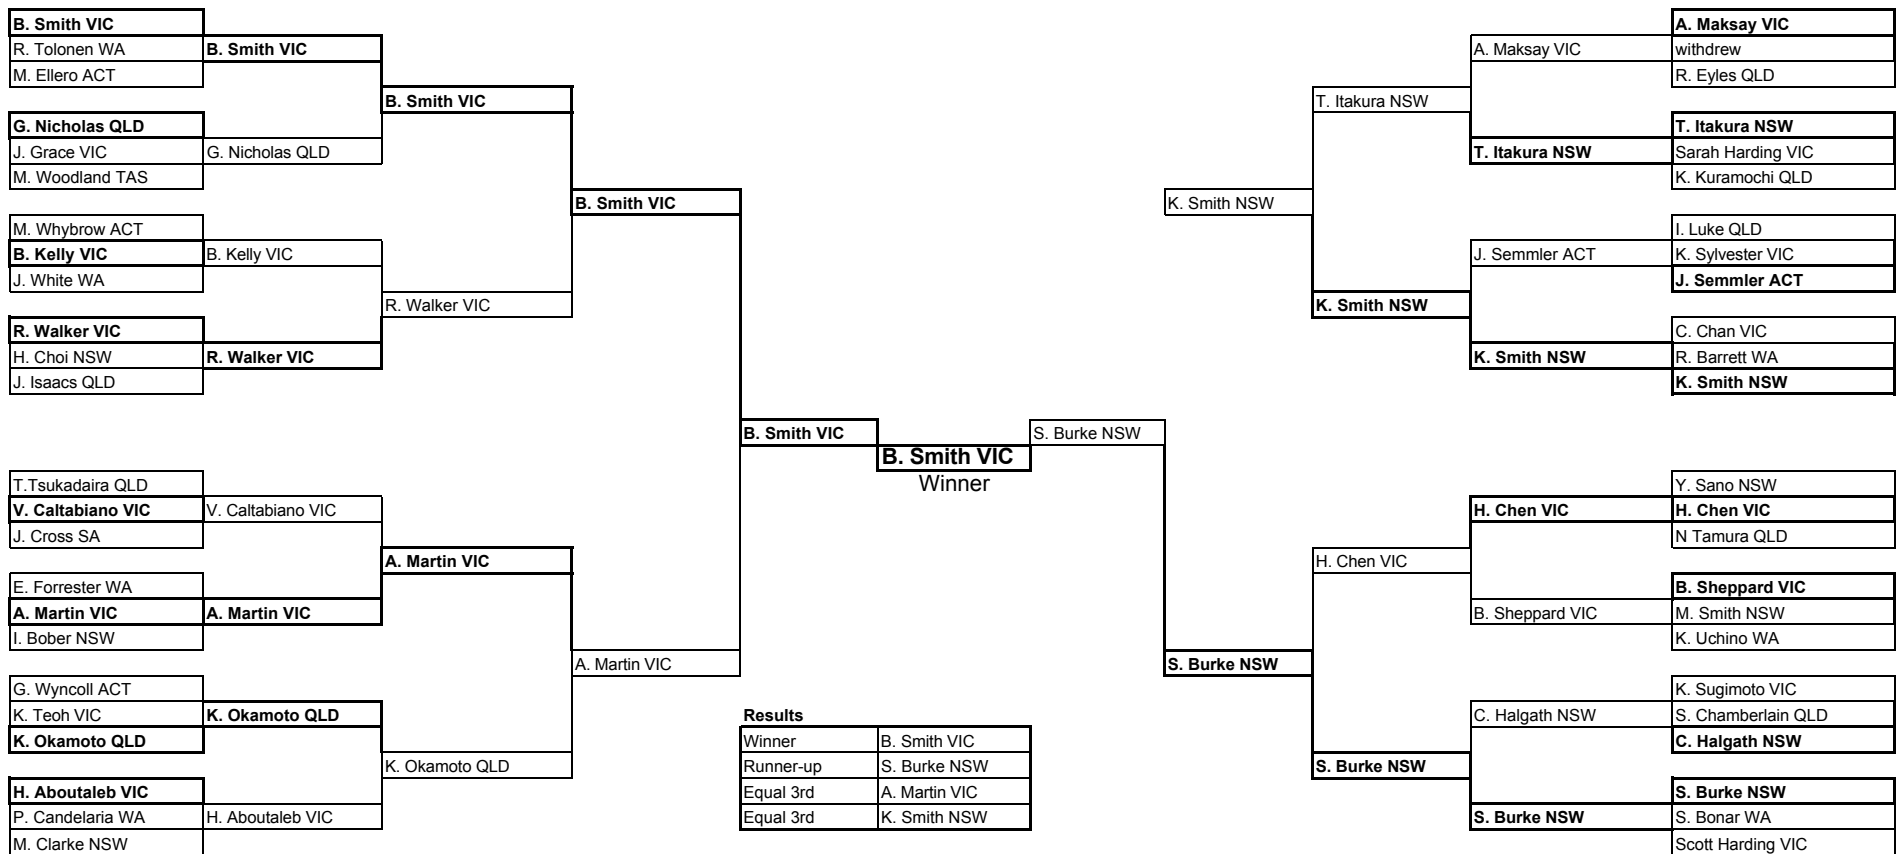 B. Smith VIC
R. Tolonen WA
M. Ellero ACT
B. Smith VIC
B. Smith VIC
G. Nicholas QLD
J. Grace VIC
M. Woodland TAS
G. Nicholas QLD
B. Smith VIC
M. Whybrow ACT
B. Kelly VIC
J. White WA
B. Kelly VIC
R. Walker VIC
R. Walker VIC
H. Choi NSW
J. Isaacs QLD
R. Walker VIC
B. Smith VIC
T.Tsukadaira QLD
V. Caltabiano VIC
J. Cross SA
V. Caltabiano VIC
A. Martin VIC
E. Forrester WA
A. Martin VIC
I. Bober NSW
A. Martin VIC
A. Martin VIC
G. Wyncoll ACT
K. Teoh VIC
K. Okamoto QLD
K. Okamoto QLD
K. Okamoto QLD
H. Aboutaleb VIC
P. Candelaria WA
M. Clarke NSW
H. Aboutaleb VIC
B. Smith VIC
Winner
Results
Winner B. Smith VIC
Runner-up S. Burke NSW
Equal 3rd A. Martin VIC
Equal 3rd K. Smith NSW
S. Burke NSW
K. Smith NSW
T. Itakura NSW
A. Maksay VIC
A. Maksay VIC
withdrew
R. Eyles QLD
T. Itakura NSW
T. Itakura NSW
Sarah Harding VIC
K. Kuramochi QLD
K. Smith NSW
J. Semmler ACT
I. Luke QLD
K. Sylvester VIC
J. Semmler ACT
K. Smith NSW
C. Chan VIC
R. Barrett WA
K. Smith NSW
S. Burke NSW
H. Chen VIC
H. Chen VIC
Y. Sano NSW
H. Chen VIC
N Tamura QLD
B. Sheppard VIC
B. Sheppard VIC
M. Smith NSW
K. Uchino WA
S. Burke NSW
C. Halgath NSW
K. Sugimoto VIC
S. Chamberlain QLD
C. Halgath NSW
S. Burke NSW
S. Burke NSW
S. Bonar WA
Scott Harding VIC